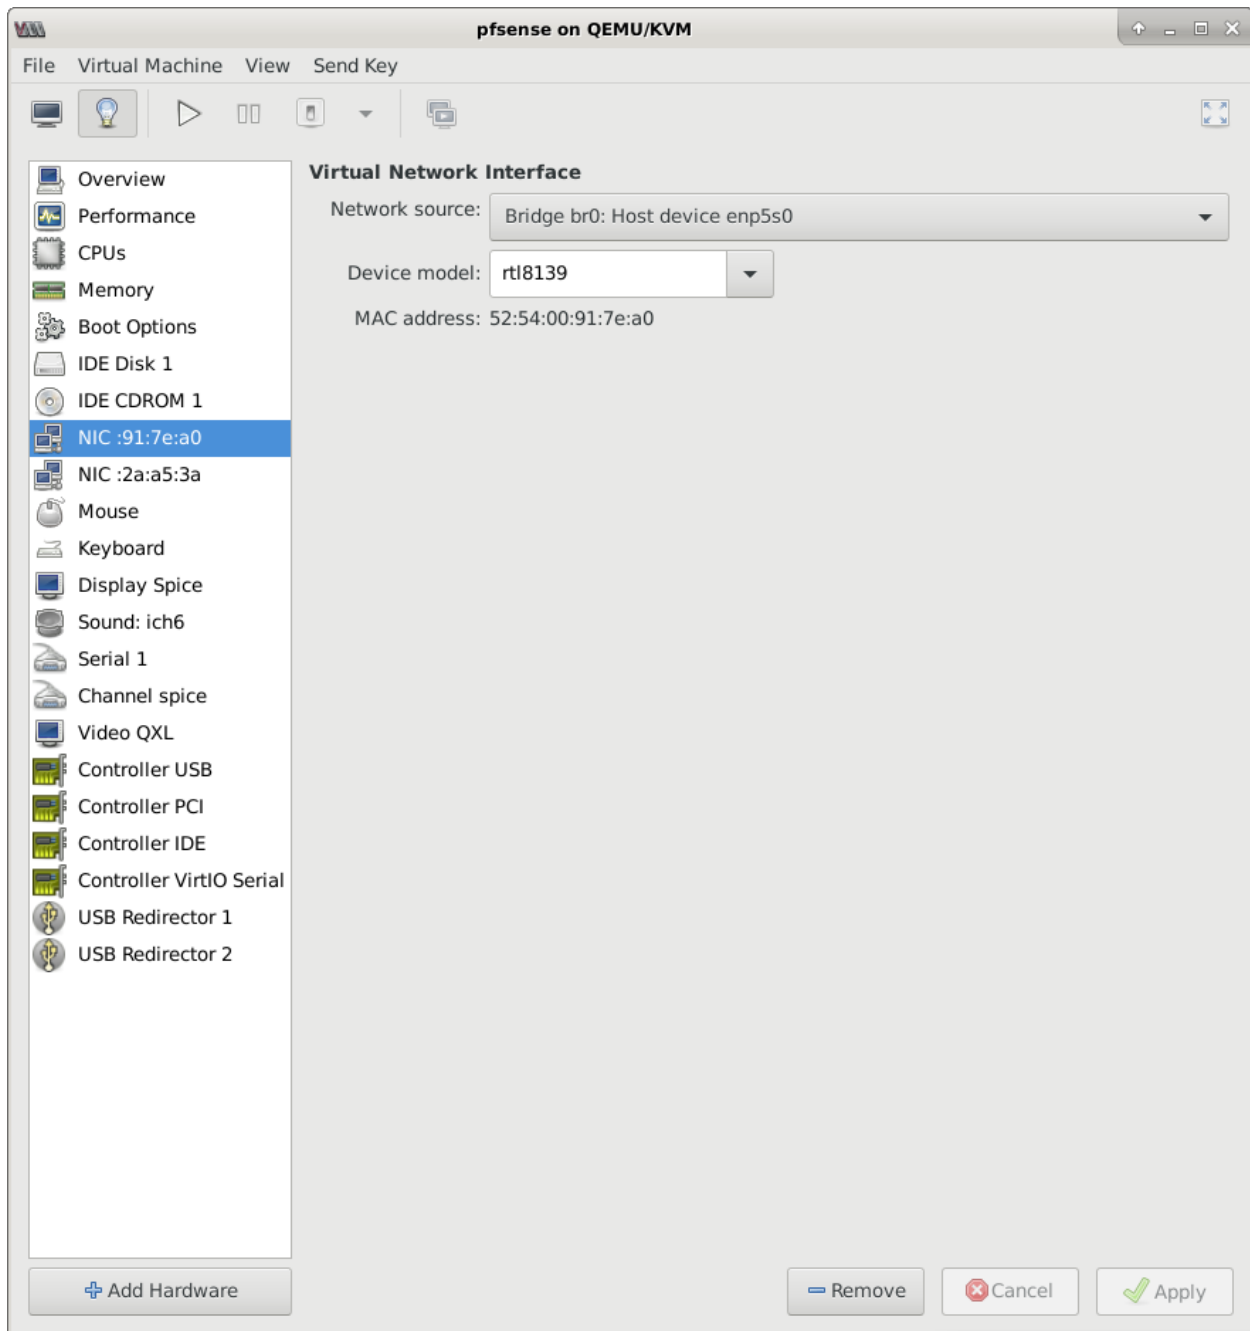 pfsense on QEMU/KVM
File Virtual Machine View Send Key
Overview
Performance
CPUs
Memory
Boot Options
IDE Disk 1
IDE CDROM 1
NIC :91:7e:a0
NIC :2a:a5:3a
Mouse
Keyboard
Display Spice
Sound: ich6
Serial 1
Channel spice
Video QXL
Controller USB
Controller PCI
Controller IDE
Controller VirtIO Serial
USB Redirector 1
USB Redirector 2
Virtual Network Interface
Network source: Bridge br0: Host device enp5s0
Device model: rtl8139
MAC address: 52:54:00:91:7e:a0
Add Hardware
Remove Cancel Apply